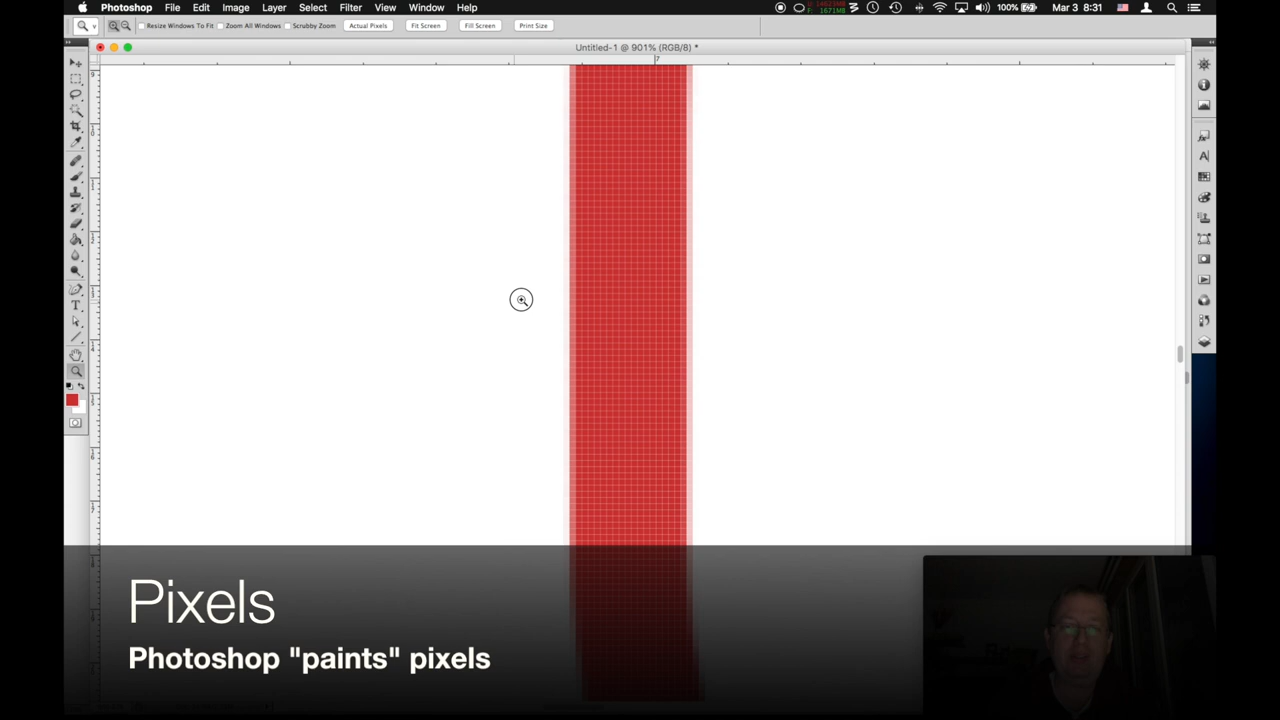 Photoshop File Edit Image Layer Select Filter View Window Help
100% Mar 3 8:31
Resize Windows To Fit Zoom All Windows Scrubby Zoom Actual Pixels Fit Screen Fill Screen Print Size
Untitled-1 @ 901% (RGB/8) *
7
Pixels
Photoshop "paints" pixels